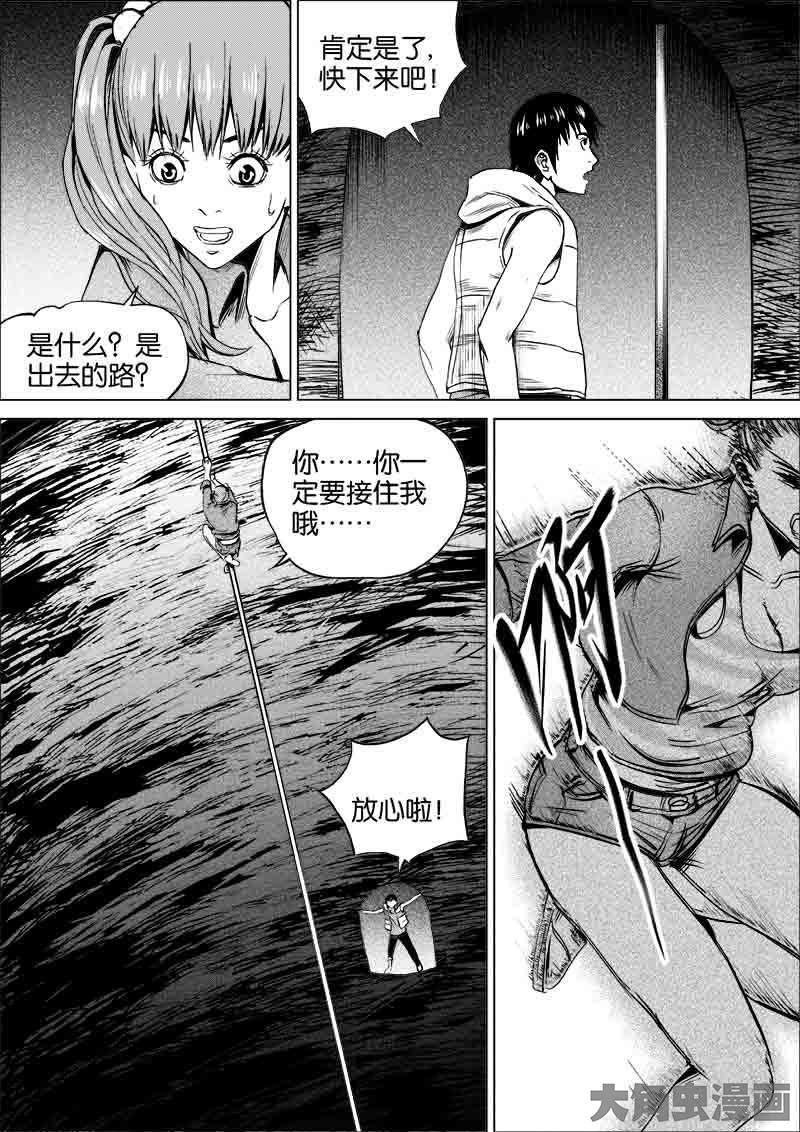 是什么？是
出去的路？
肯定是了，
快下来吧！
你……你一
定要接住我
哦……
放心啦！
大角虫漫画